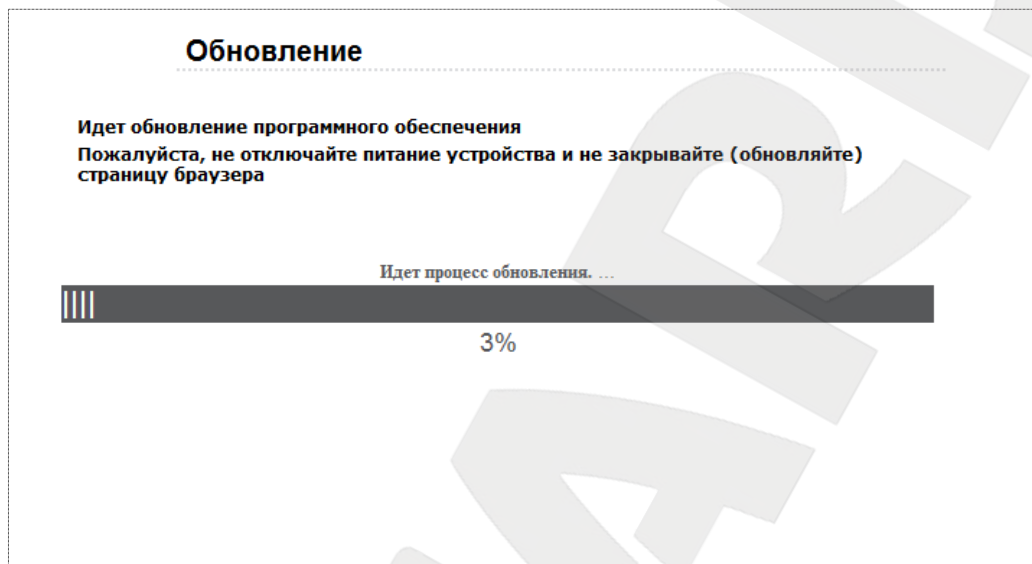 Обновление
Идет обновление программного обеспечения
Пожалуйста, не отключайте питание устройства и не закрывайте (обновляйте)
страницу браузера
Идет процесс обновления. ...
3%